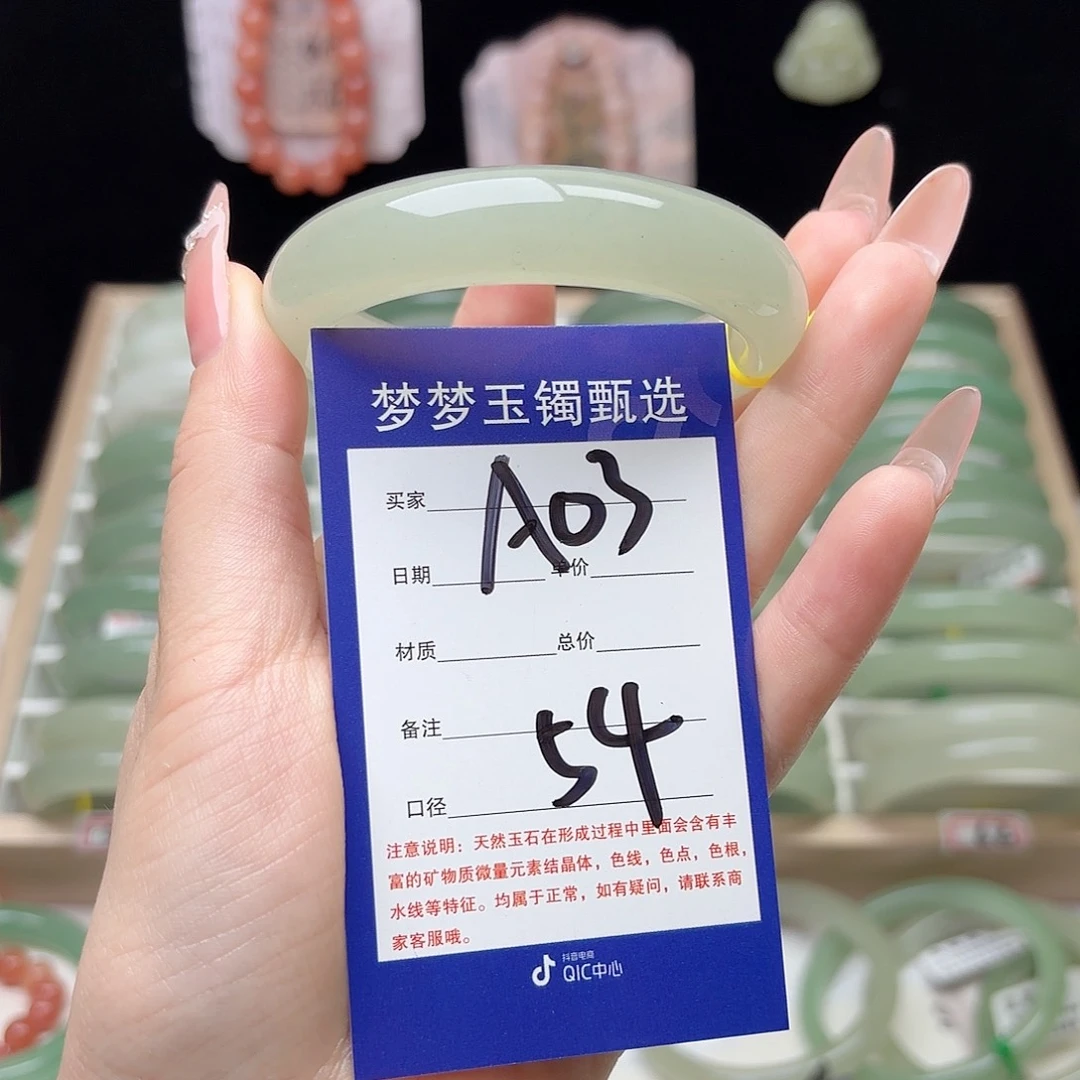 梦梦玉镯甄选
买家 A03
日期 单价
材质 总价
备注 54
口径
注意说明：天然玉石在形成过程中里面会含有丰
富的矿物质微量元素结晶体，色线，色点，色根，
水线等特征。均属于正常，如有疑问，请联系商
家客服哦。
抖音电商
QIC中心